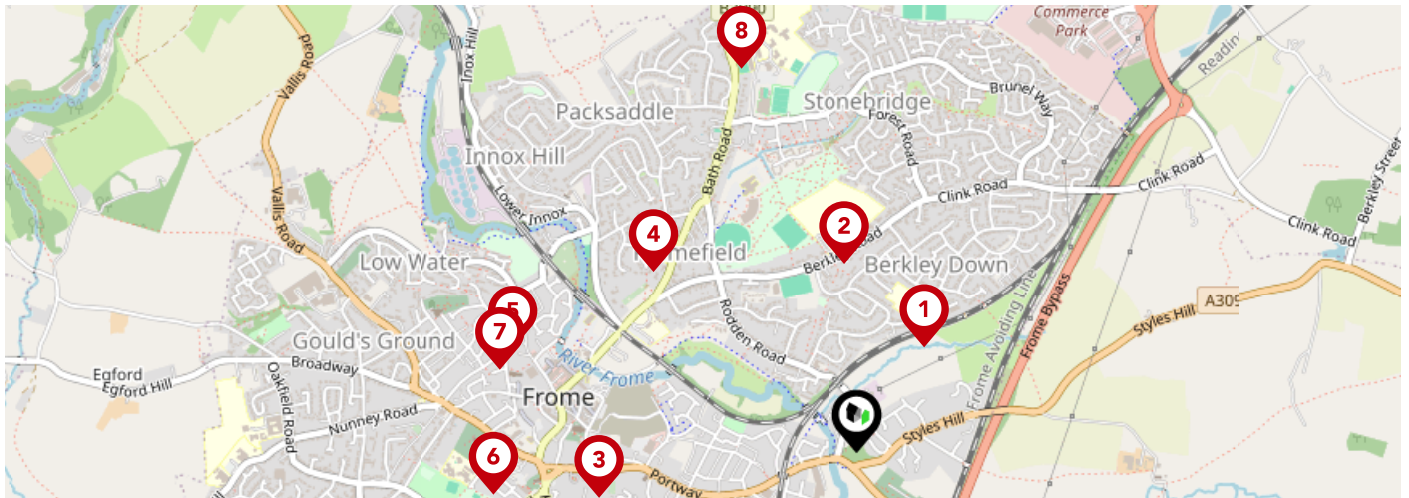 8
Commerce
Park
Readin
Inox Hill
Vallis Road
Packsaddle
Stonebridge
Brunel Way
Forest Road
Bath Road
Innox Hill
Clink Road
Clink Road
Berkley Street
Lower Innox
Vallis Road
2
4
Clink Road
Low Water
Berkley Down
1
A309
5
7
Rodden Road
Frome Avoiding Line
Frome Bypass
Styles Hill
Gould's Ground
River Frome
Broadway
Egford
Egford Hill
Oakfield Road
Frome
Nunney Road
Styles Hill
6
3
Portway